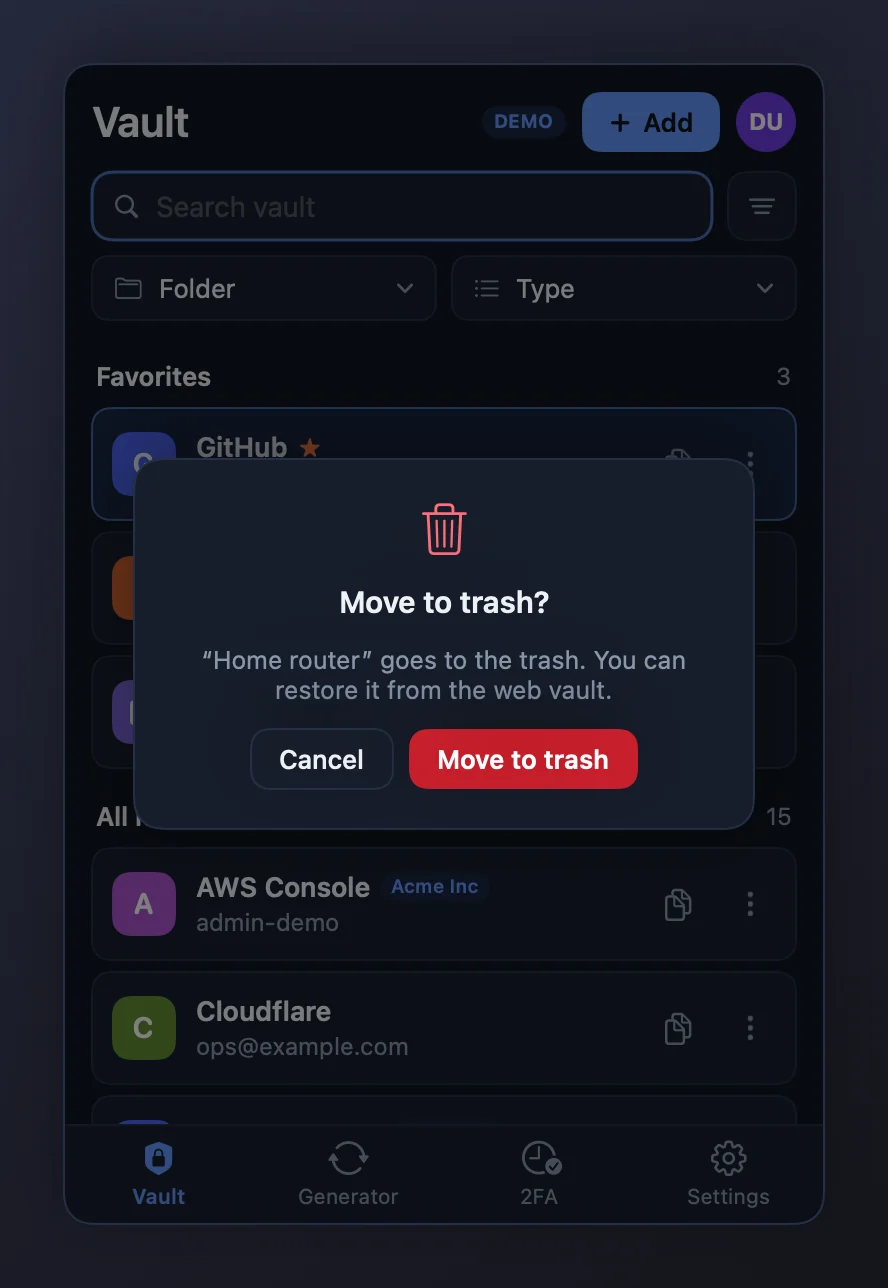 Vault
DEMO
+ Add
DU
Search vault
Folder
Type
Favorites
3
GitHub
Move to trash?
“Home router” goes to the trash. You can
restore it from the web vault.
Cancel
Move to trash
All
15
A
AWS Console
Acme Inc
admin-demo
C
Cloudflare
ops@example.com
Vault
Generator
2FA
Settings